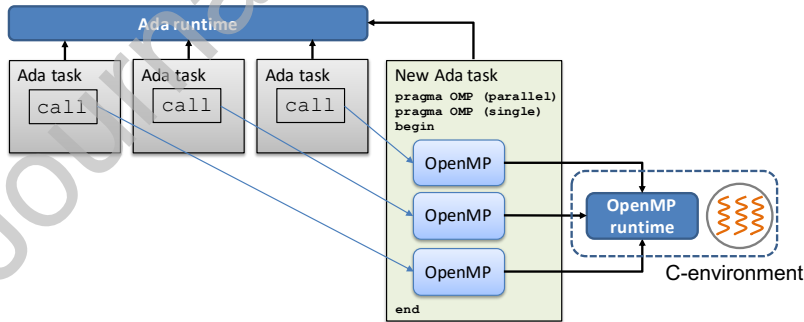 Journa
Ada runtime
Ada task
call
Ada task
call
Ada task
call
New Ada task
pragma OMP (parallel)
pragma OMP (single)
begin
OpenMP
OpenMP
OpenMP
end
OpenMP
runtime
C-environment